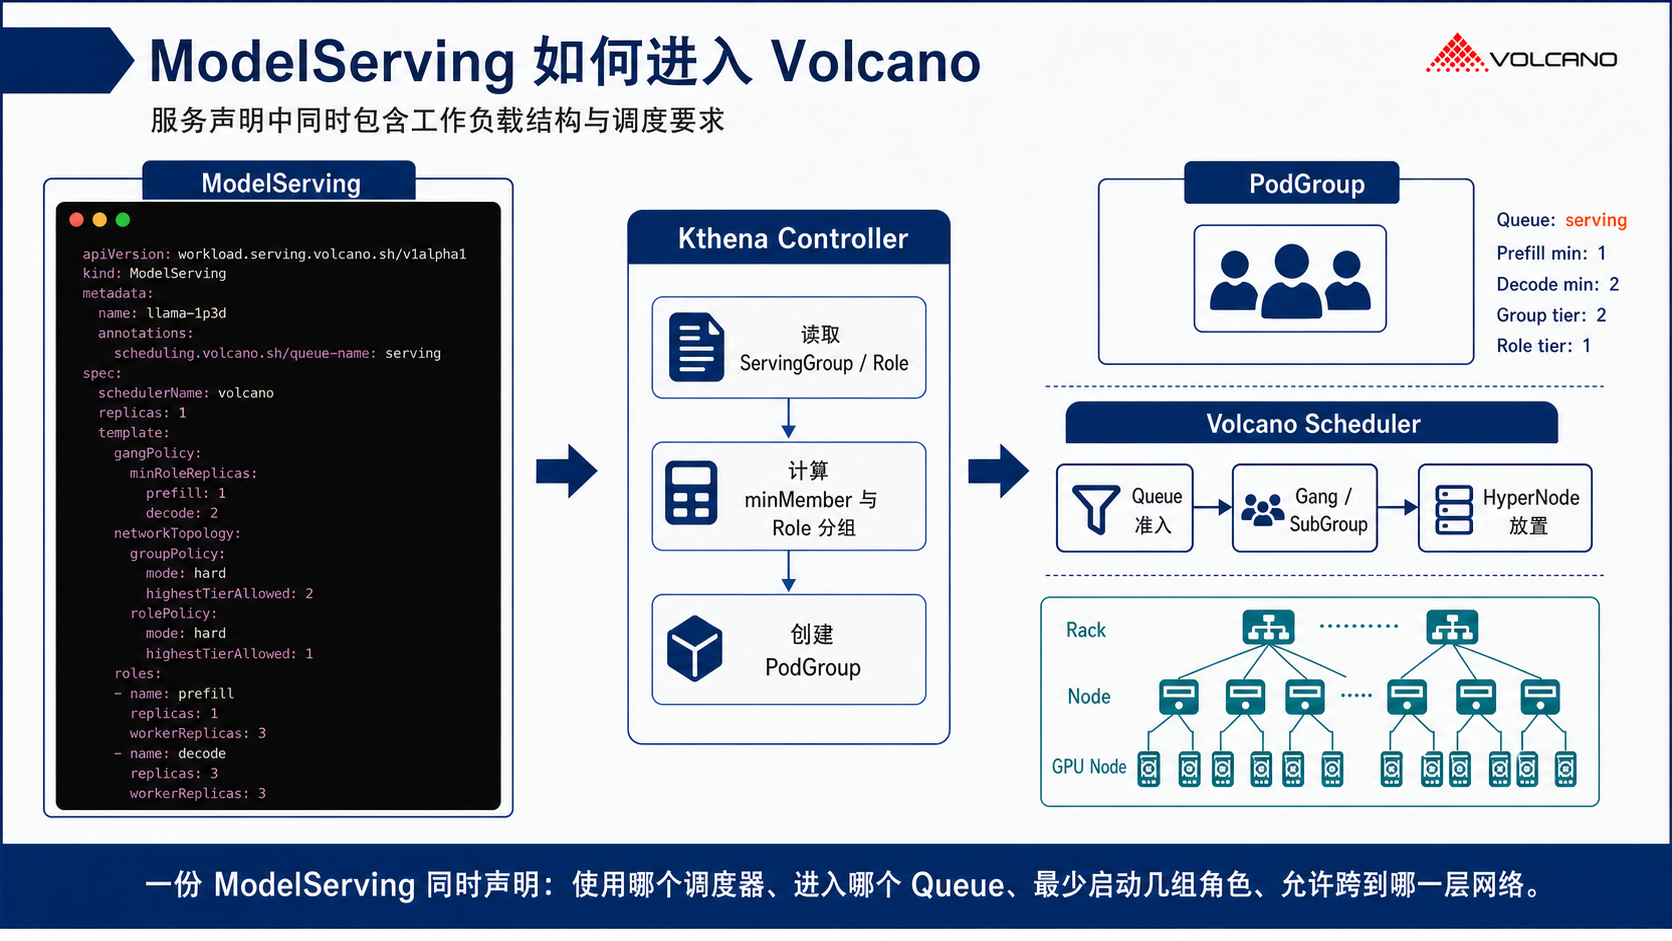 ModelServing 如何进入 Volcano
VOLCANO
服务声明中同时包含工作负载结构与调度要求
ModelServing
apiVersion: workload.serving.volcano.sh/v1alpha1
kind: ModelServing
metadata:
  name: llama-1p3d
  annotations:
    scheduling.volcano.sh/queue-name: serving
spec:
  schedulerName: volcano
  replicas: 1
  template:
    gangPolicy:
      minRoleReplicas:
        prefill: 1
        decode: 2
    networkTopology:
      groupPolicy:
        mode: hard
        highestTierAllowed: 2
      rolePolicy:
        mode: hard
        highestTierAllowed: 1
    roles:
    - name: prefill
      replicas: 1
      workerReplicas: 3
    - name: decode
      replicas: 3
      workerReplicas: 3
Kthena Controller
读取
ServingGroup / Role
计算
minMember 与
Role 分组
创建
PodGroup
PodGroup
Queue: serving
Prefill min: 1
Decode min: 2
Group tier: 2
Role tier: 1
Volcano Scheduler
Queue
准入
Gang /
SubGroup
HyperNode
放置
Rack
Node
GPU Node
一份 ModelServing 同时声明：使用哪个调度器、进入哪个 Queue、最少启动几组角色、允许跨到哪一层网络。